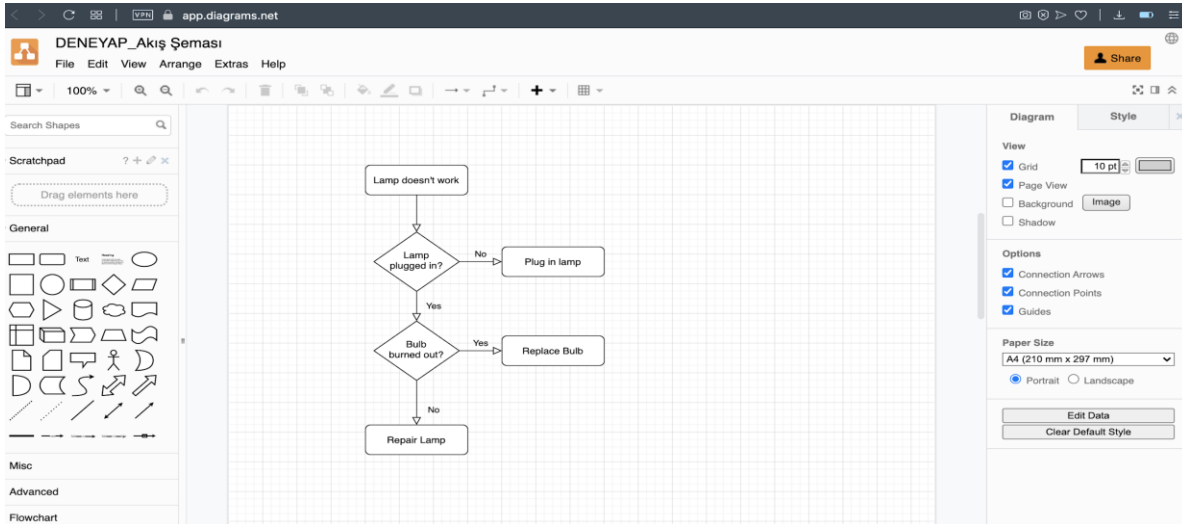 VPN app.diagrams.net
DENEYAP_Akış Şeması
File Edit View Arrange Extras Help
Share
100%
Search Shapes
Scratchpad
?
Drag elements here
General
Text
Misc
Advanced
Flowchart
Lamp doesn't work
Lamp
plugged in?
No
Plug in lamp
Yes
Bulb
burned out?
Yes
Replace Bulb
No
Repair Lamp
Diagram Style
View
Grid 10 pt
Page View
Background Image
Shadow
Options
Connection Arrows
Connection Points
Guides
Paper Size
A4 (210 mm x 297 mm)
Portrait Landscape
Edit Data
Clear Default Style